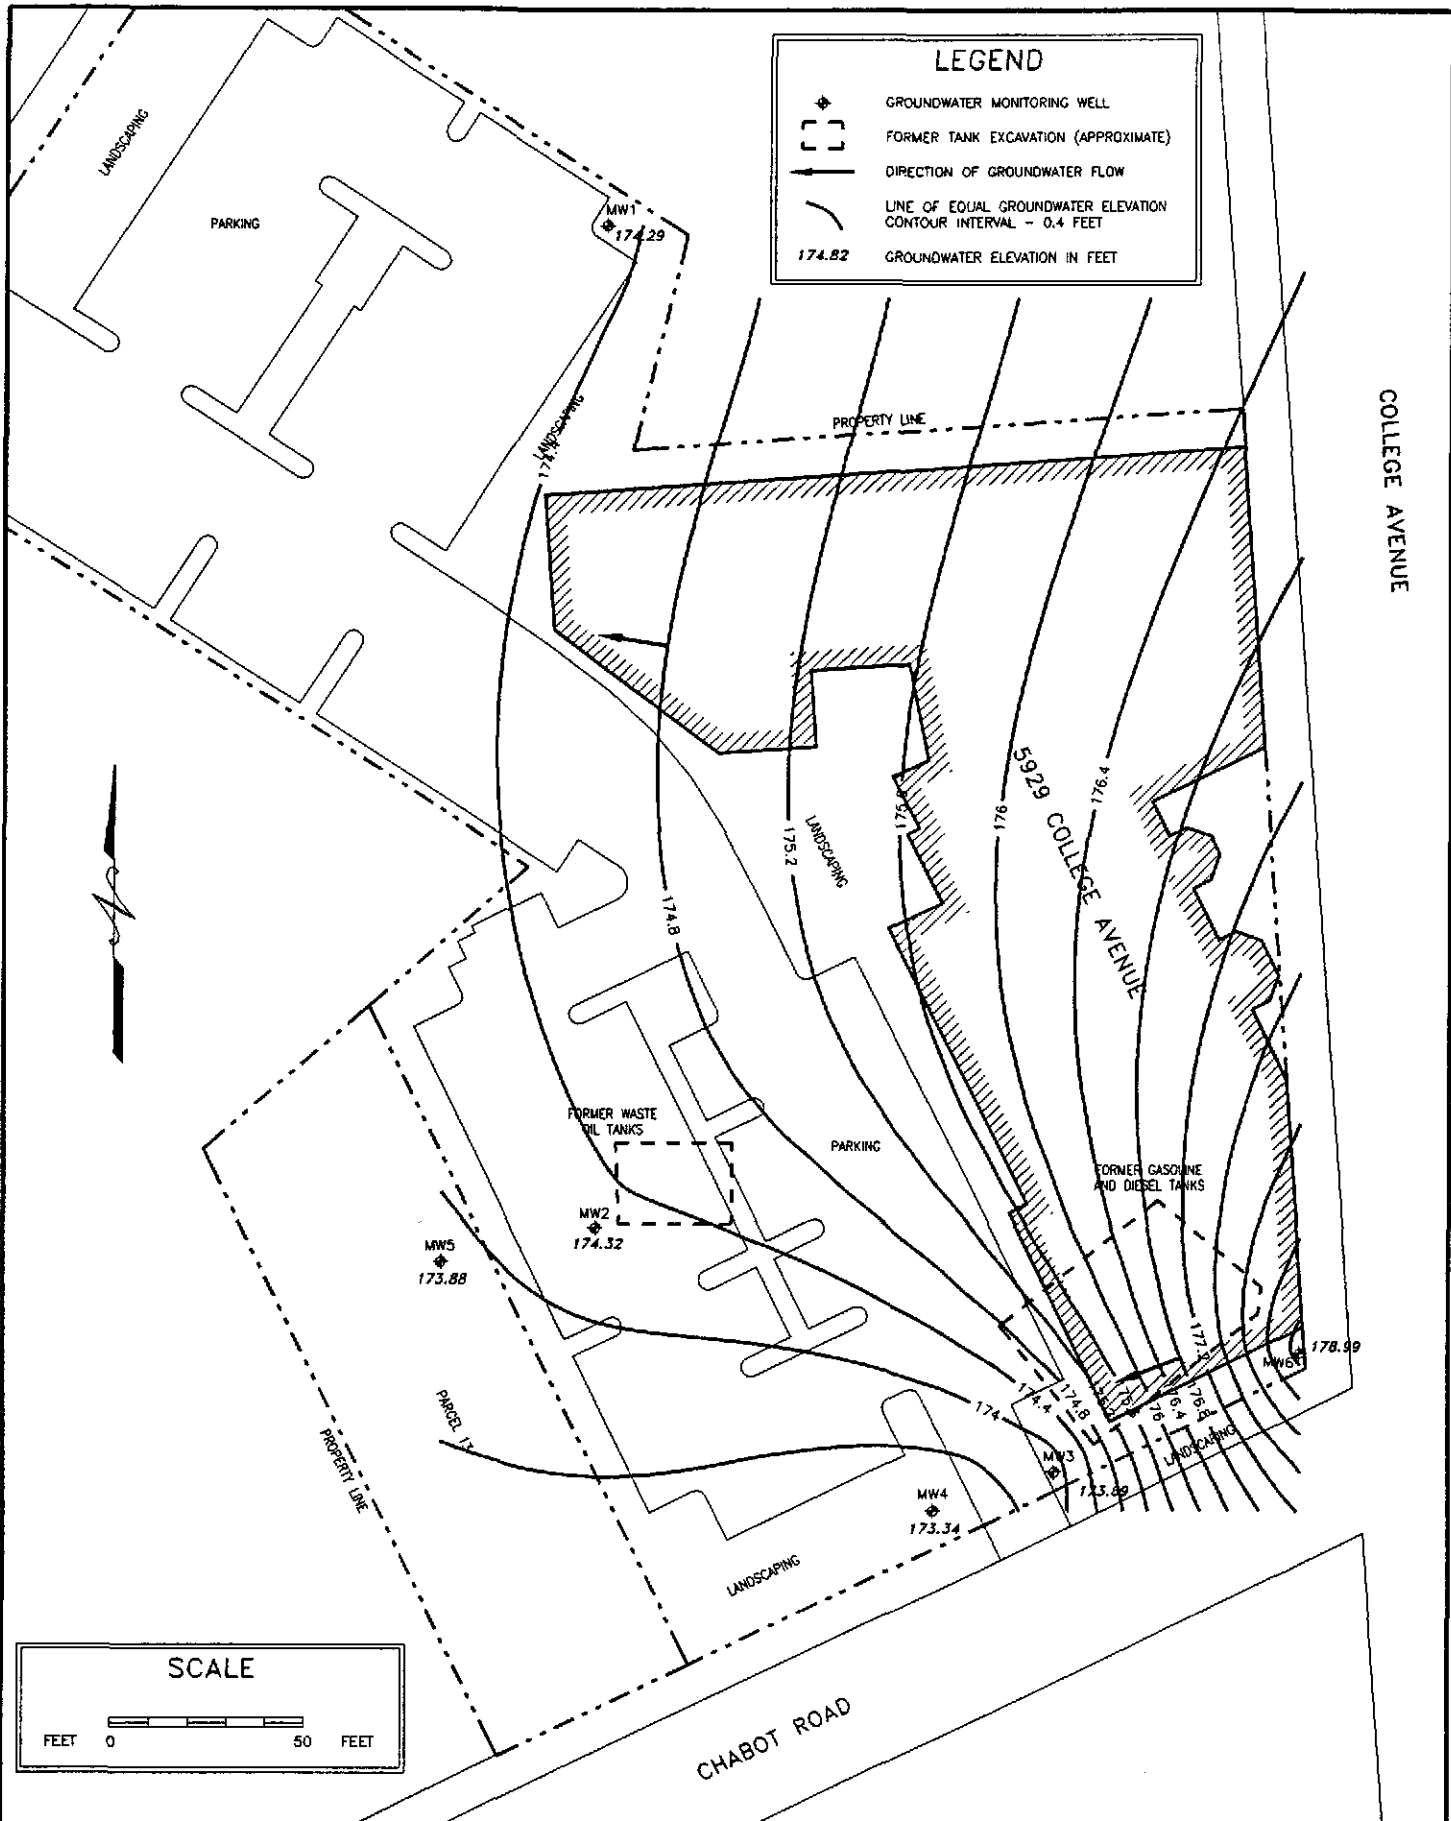 LEGEND
GROUNDWATER MONITORING WELL
FORMER TANK EXCAVATION (APPROXIMATE)
DIRECTION OF GROUNDWATER FLOW
LINE OF EQUAL GROUNDWATER ELEVATION
CONTOUR INTERVAL - 0.4 FEET
174.82
GROUNDWATER ELEVATION IN FEET
LANDSCAPING
PARKING
MW1
174.29
LANDSCAPING
PROPERTY LINE
COLLEGE AVENUE
5929 COLLEGE AVENUE
176.4
176
175.2
LANDSCAPING
174.8
FORMER WASTE
OIL TANKS
PARKING
FORMER GASOLINE
AND DIESEL TANKS
MW2
174.32
MW5
173.88
177.2
178.99
MW6
PARCEL 13
174
174.4
174.8
176
176.4
176.8
LANDSCAPING
MW3
173.89
MW4
173.34
PROPERTY LINE
LANDSCAPING
CHABOT ROAD
SCALE
FEET 0 50 FEET